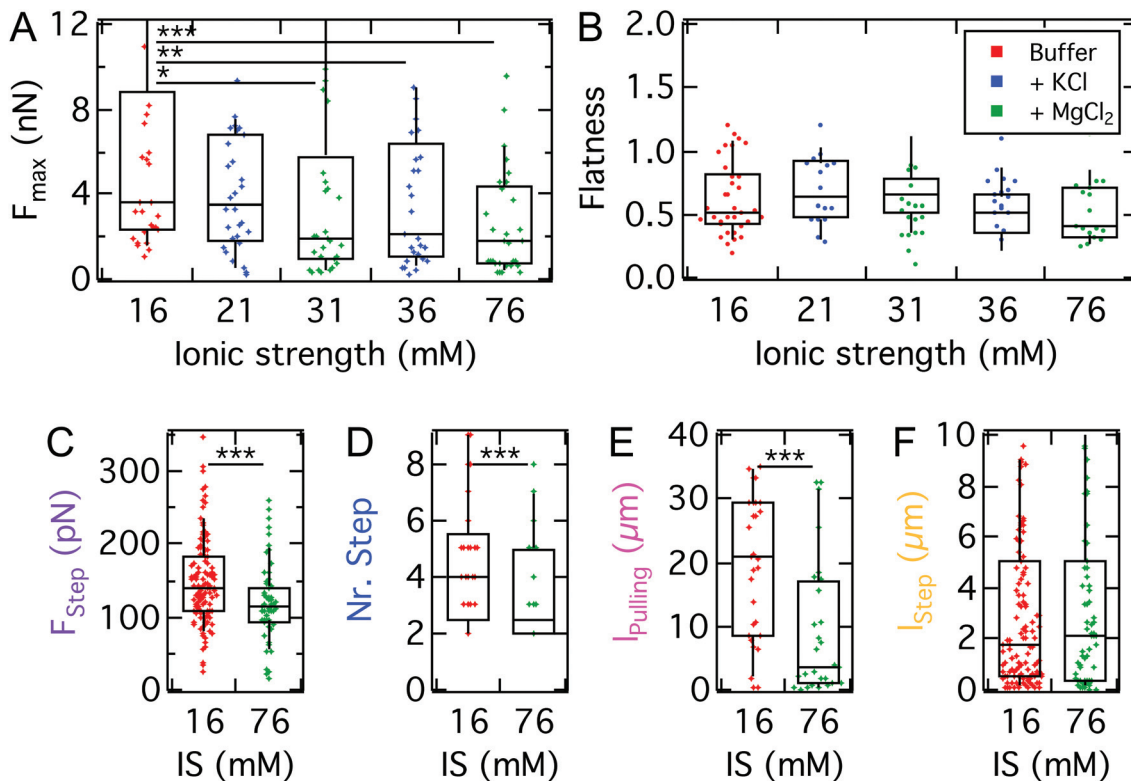 A
F_max (nN)
12
8
4
0
***
**
*
16 21 31 36 76
Ionic strength (mM)
B
Flatness
2.0
1.5
1.0
0.5
0.0
Buffer
+ KCl
+ MgCl₂
16 21 31 36 76
Ionic strength (mM)
C
F_Step (pN)
300
200
100
0
***
16 76
IS (mM)
D
Nr. Step
8
6
4
2
0
***
16 76
IS (mM)
E
l_Pulling (µm)
40
30
20
10
0
***
16 76
IS (mM)
F
l_Step (µm)
10
8
6
4
2
0
16 76
IS (mM)